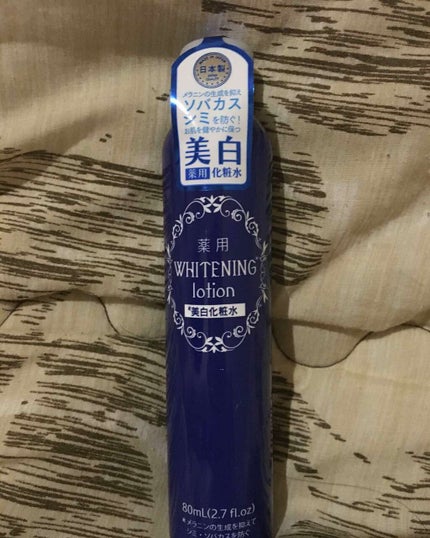 日本製
メラニンの生成を抑え
ソバカス
シミを防ぐ!
お肌を健やかに保つ
美白
薬用 化粧水
薬用
WHITENING
lotion
*美白化粧水
80mL(2.7 fl.oz)
*メラニンの生成を抑えて
シミ・ソバカスを防ぐ